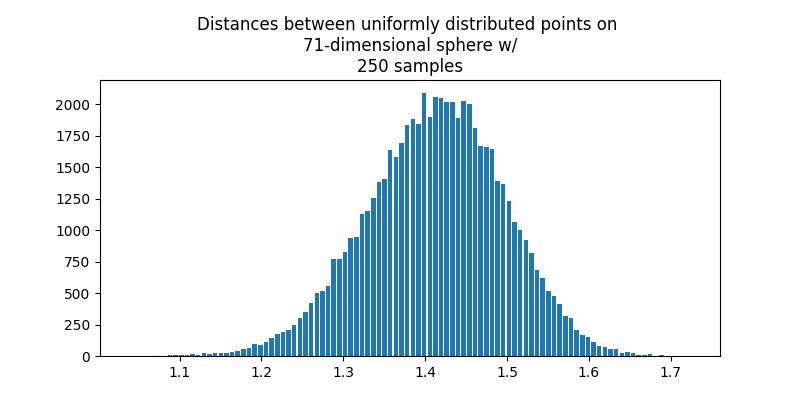 Distances between uniformly distributed points on
71-dimensional sphere w/
250 samples
2000
1750
1500
1250
1000
750
500
250
0
1.1 1.2 1.3 1.4 1.5 1.6 1.7